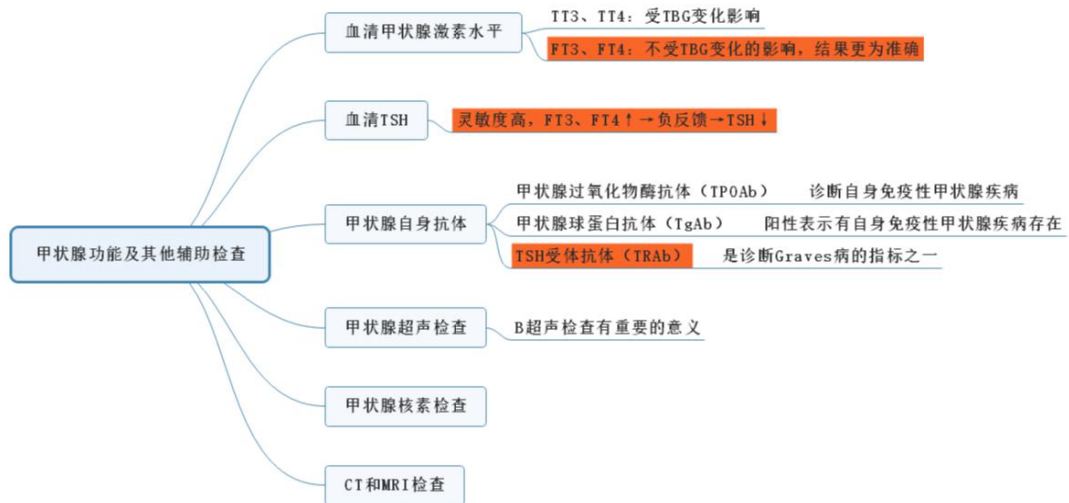 甲状腺功能及其他辅助检查
血清甲状腺激素水平
TT3、TT4：受TBG变化影响
FT3、FT4：不受TBG变化的影响，结果更为准确
血清TSH
灵敏度高，FT3、FT4↑→负反馈→TSH↓
甲状腺自身抗体
甲状腺过氧化物酶抗体（TPOAb）
诊断自身免疫性甲状腺疾病
甲状腺球蛋白抗体（TgAb）
阳性表示有自身免疫性甲状腺疾病存在
TSH受体抗体（TRAb）
是诊断Graves病的指标之一
甲状腺超声检查
B超声检查有重要的意义
甲状腺核素检查
CT和MRI检查